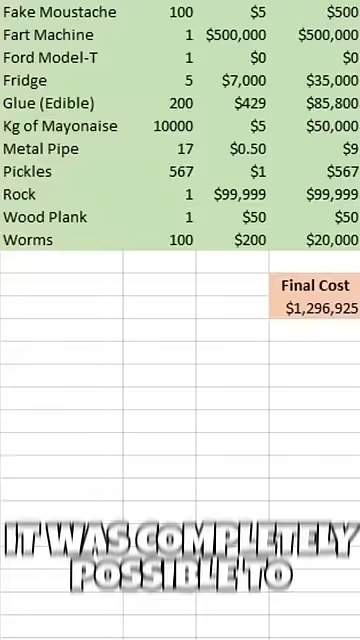 Fake Moustache 100 $5 $500
Fart Machine 1 $500,000 $500,000
Ford Model-T 1 $0 $0
Fridge 5 $7,000 $35,000
Glue (Edible) 200 $429 $85,800
Kg of Mayonaise 10000 $5 $50,000
Metal Pipe 17 $0.50 $9
Pickles 567 $1 $567
Rock 1 $99,999 $99,999
Wood Plank 1 $50 $50
Worms 100 $200 $20,000
Final Cost
$1,296,925
IT WAS COMPLETELY
POSSIBLE TO